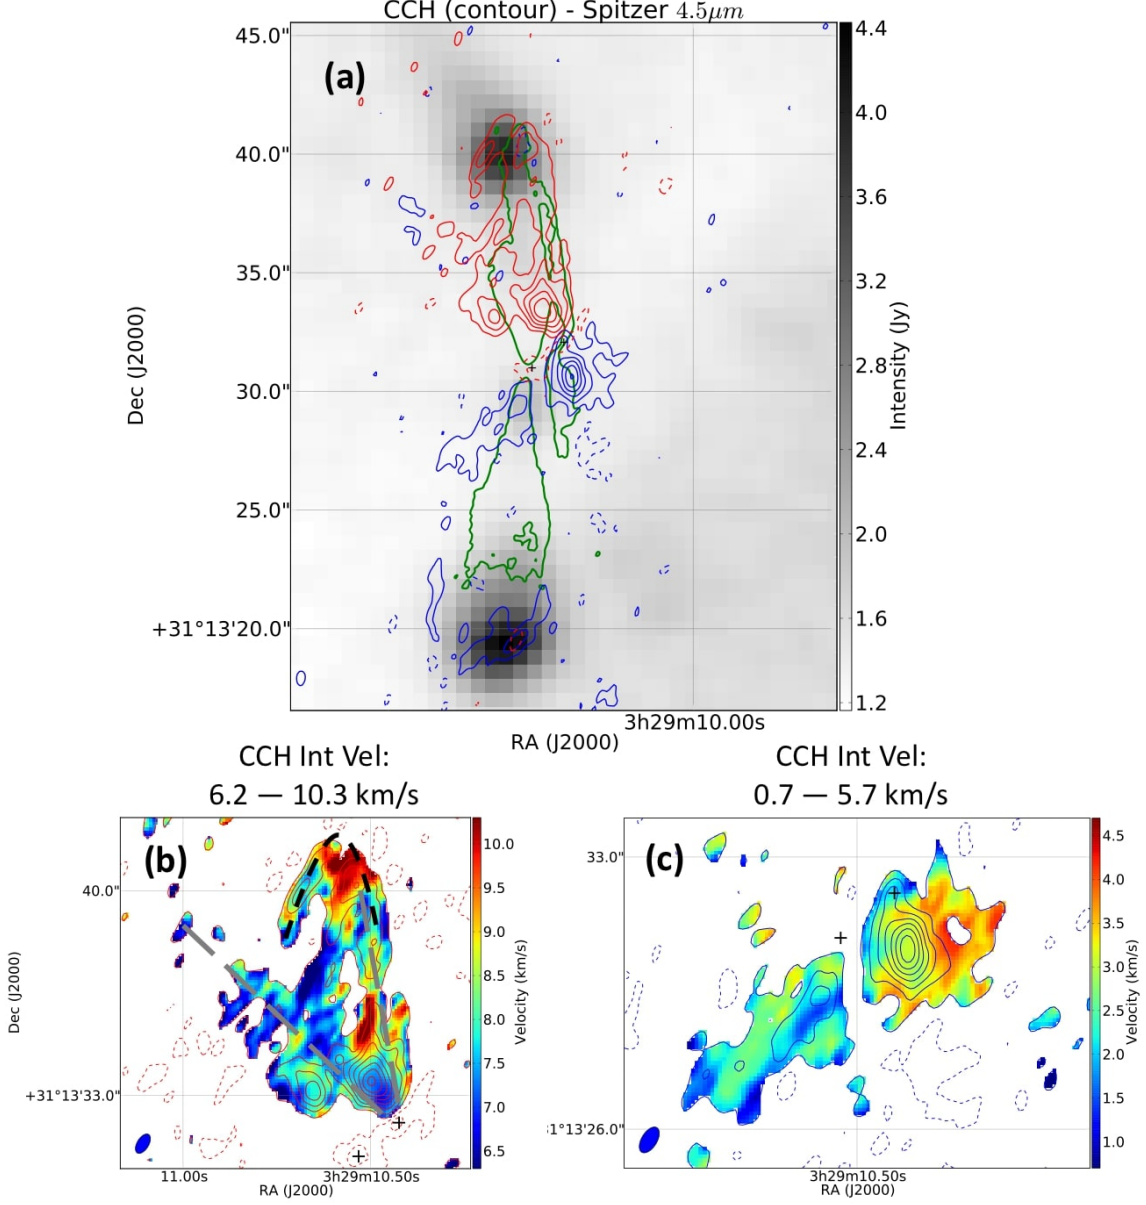 CCH (contour) - Spitzer 4.5μm
(a)
45.0"
40.0"
35.0"
30.0"
25.0"
+31°13'20.0"
Dec (J2000)
3h29m10.00s
RA (J2000)
4.4
4.0
3.6
3.2
2.8
2.4
2.0
1.6
1.2
Intensity (Jy)
CCH Int Vel:
6.2 — 10.3 km/s
(b)
40.0"
+31°13'33.0"
Dec (J2000)
11.00s
3h29m10.50s
RA (J2000)
10.0
9.5
9.0
8.5
8.0
7.5
7.0
6.5
Velocity (km/s)
CCH Int Vel:
0.7 — 5.7 km/s
(c)
33.0"
1°13'26.0"
3h29m10.50s
RA (J2000)
4.5
4.0
3.5
3.0
2.5
2.0
1.5
1.0
Velocity (km/s)